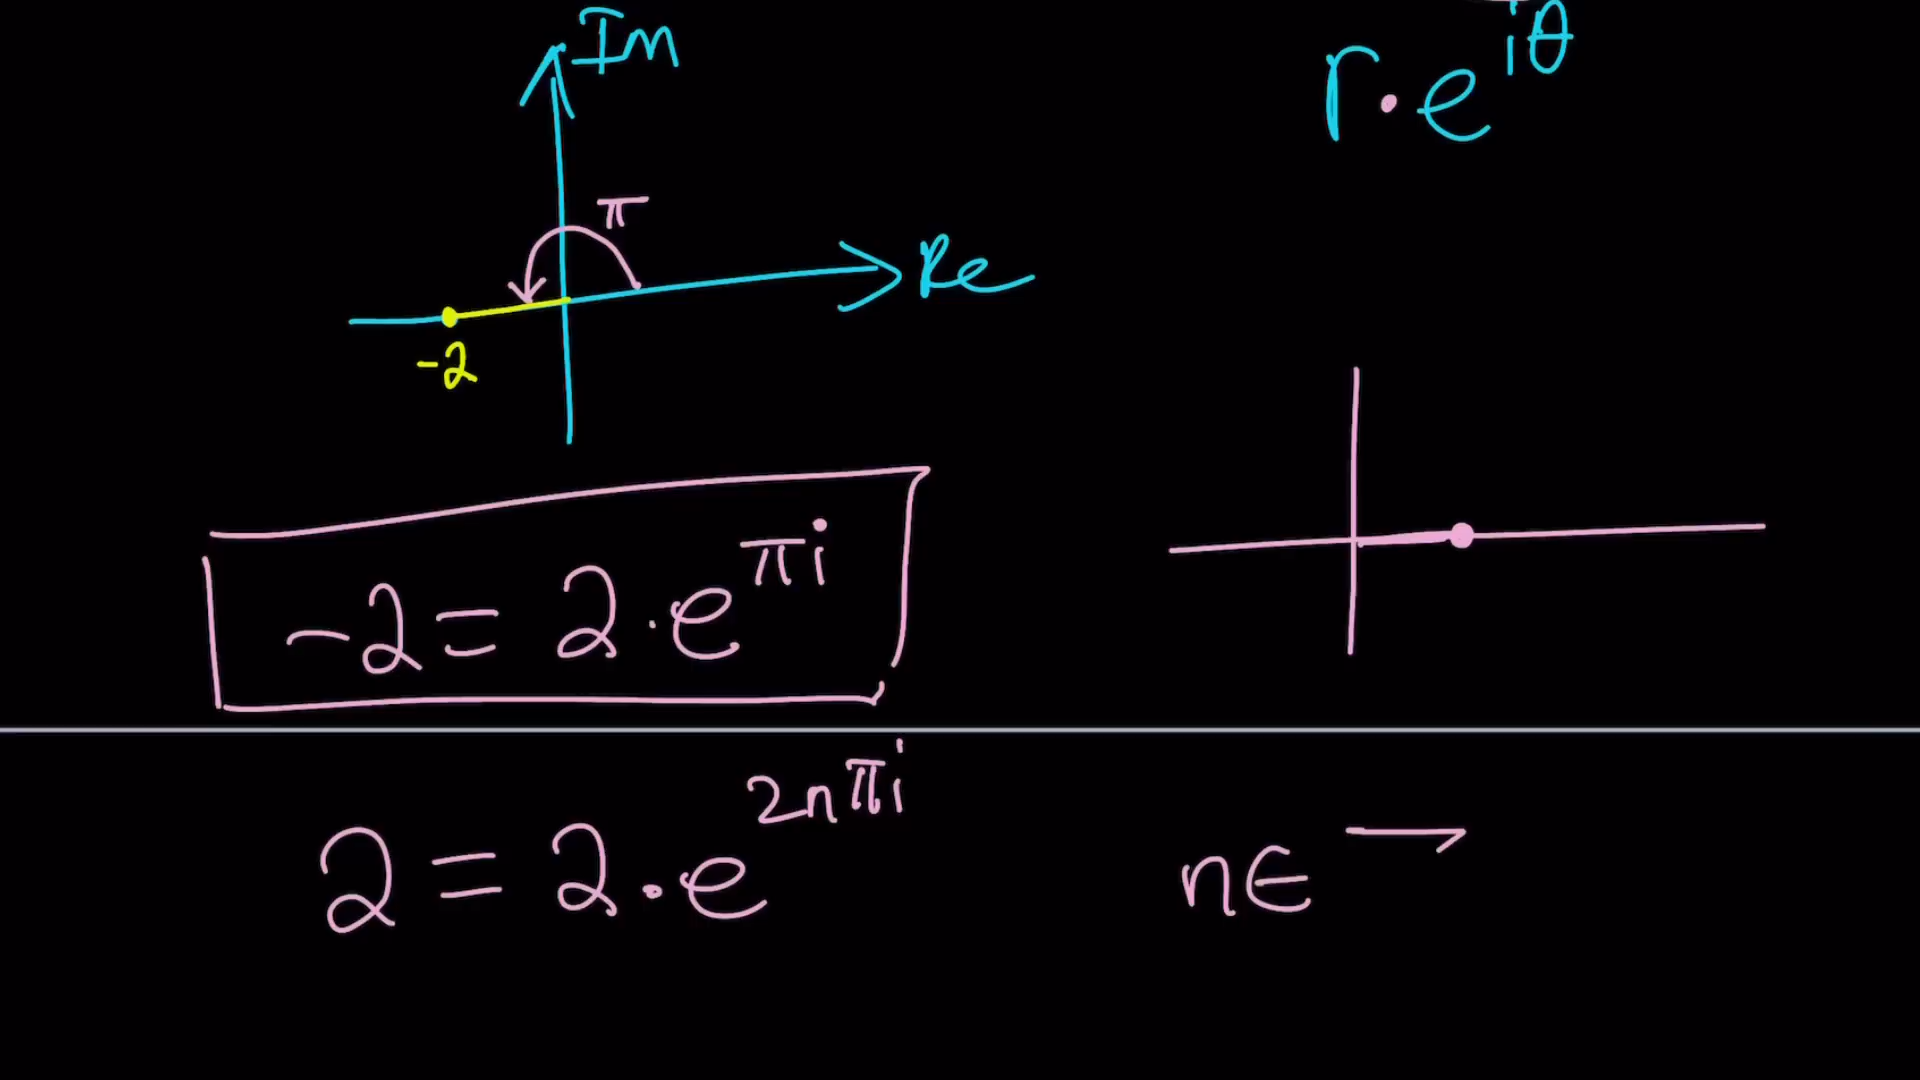 Im
r·e^{iθ}
π
Re
-2
-2 = 2·e^{πi}
2 = 2·e^{2nπi}
n∈